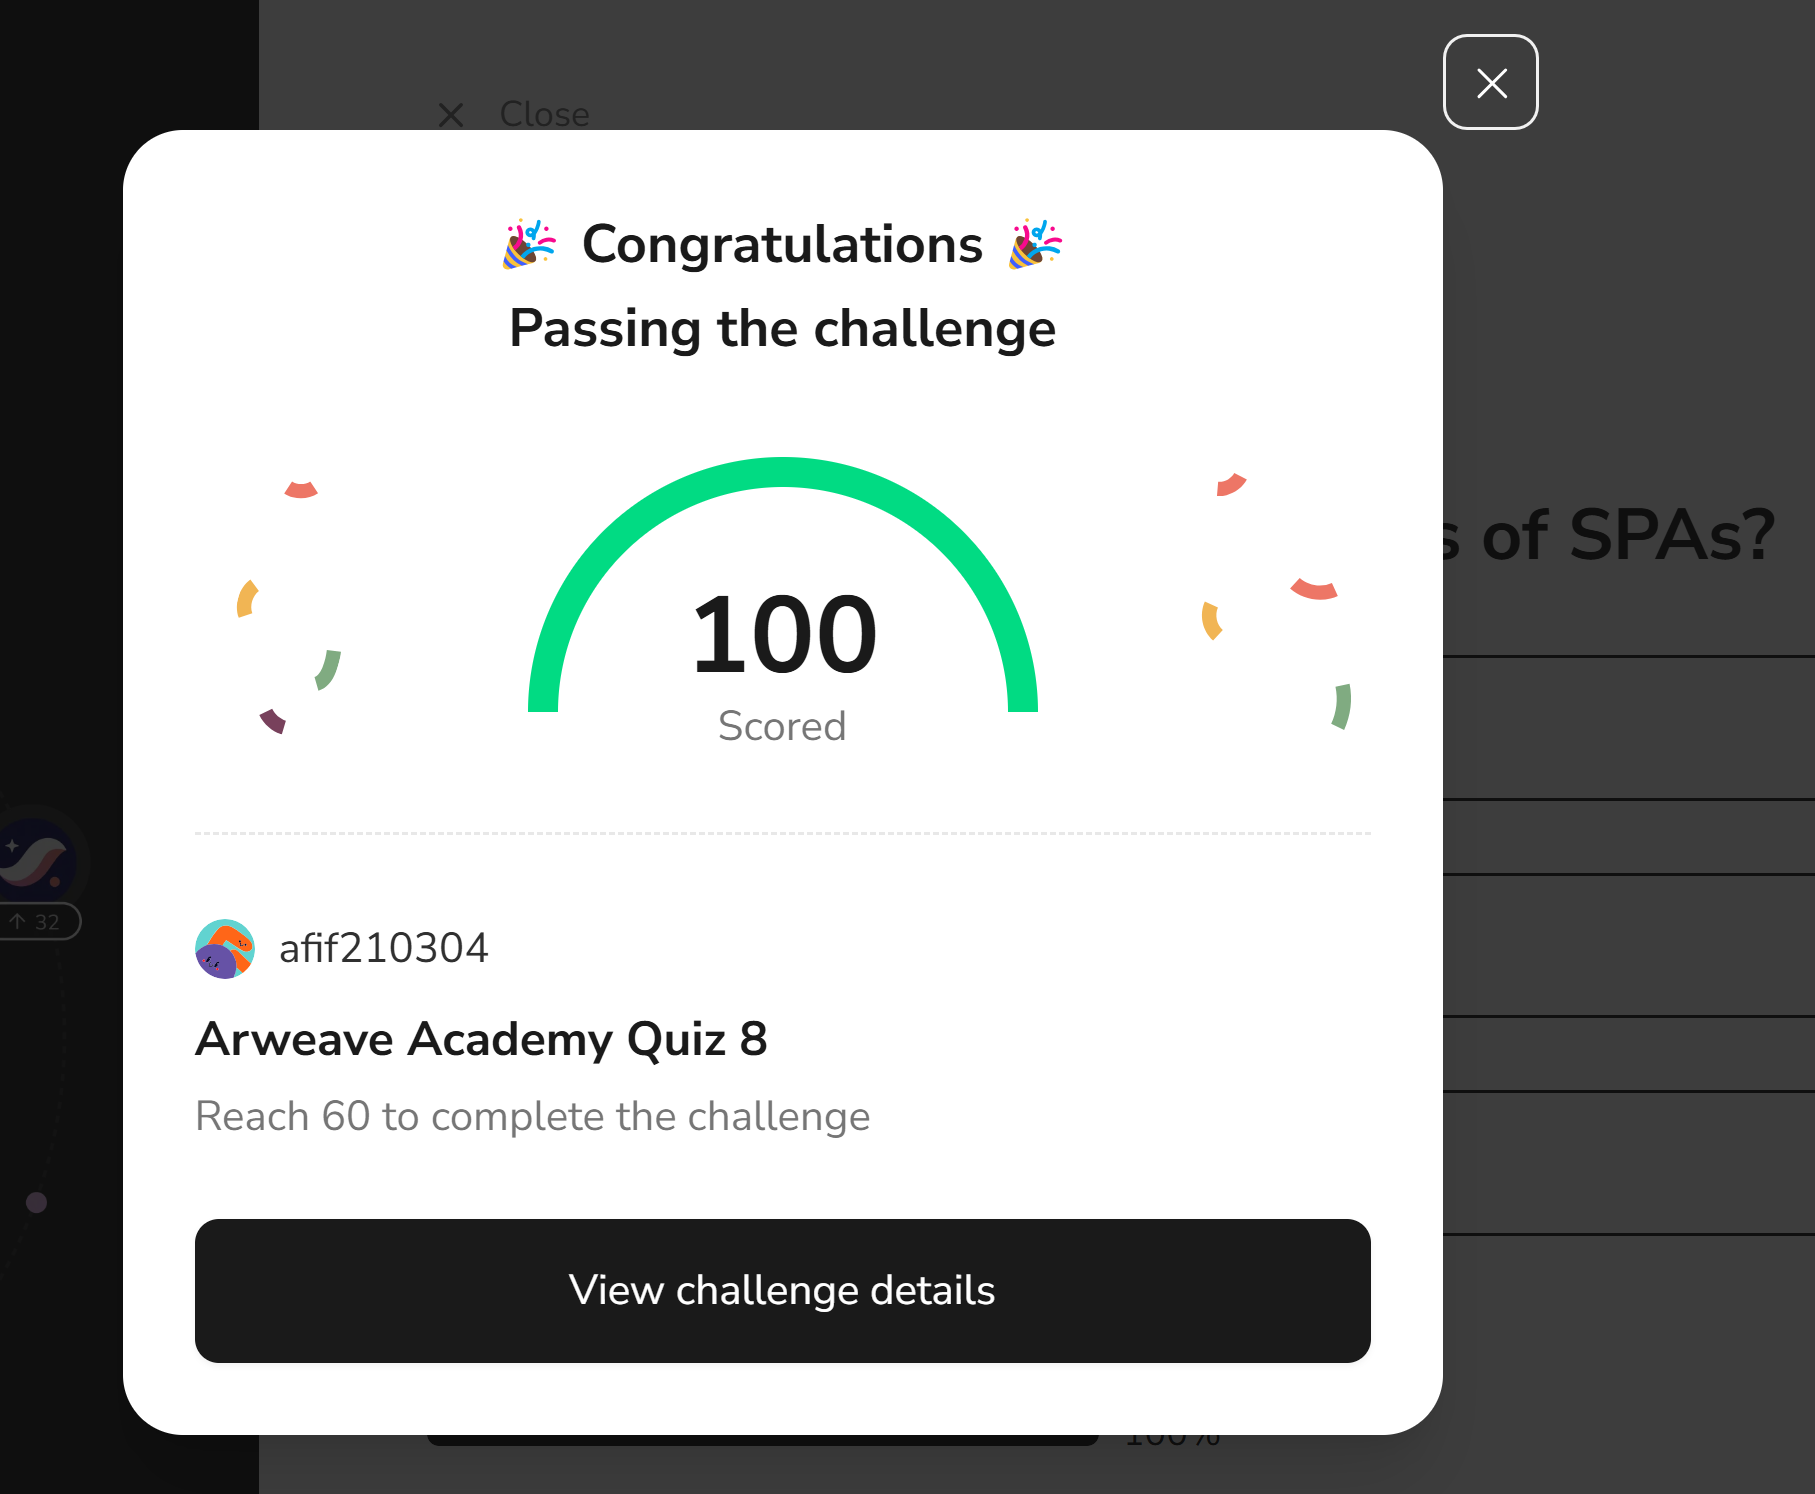 Close
🎉 Congratulations 🎉
Passing the challenge
s of SPAs?
100
Scored
32
afif210304
Arweave Academy Quiz 8
Reach 60 to complete the challenge
View challenge details
100%